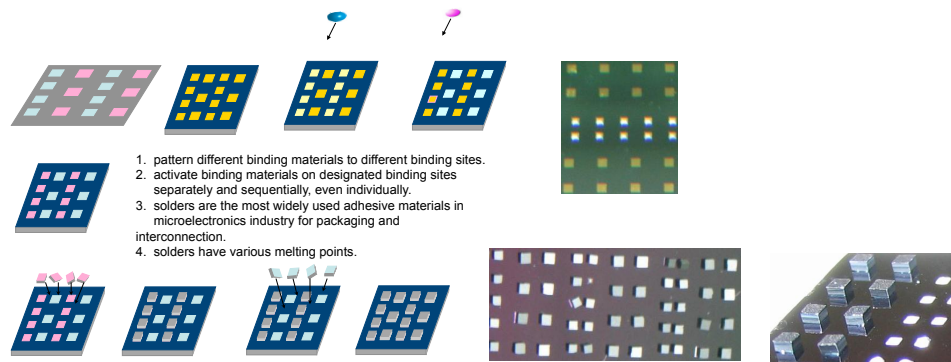 1. pattern different binding materials to different binding sites.
2. activate binding materials on designated binding sites
separately and sequentially, even individually.
3. solders are the most widely used adhesive materials in
microelectronics industry for packaging and
interconnection.
4. solders have various melting points.